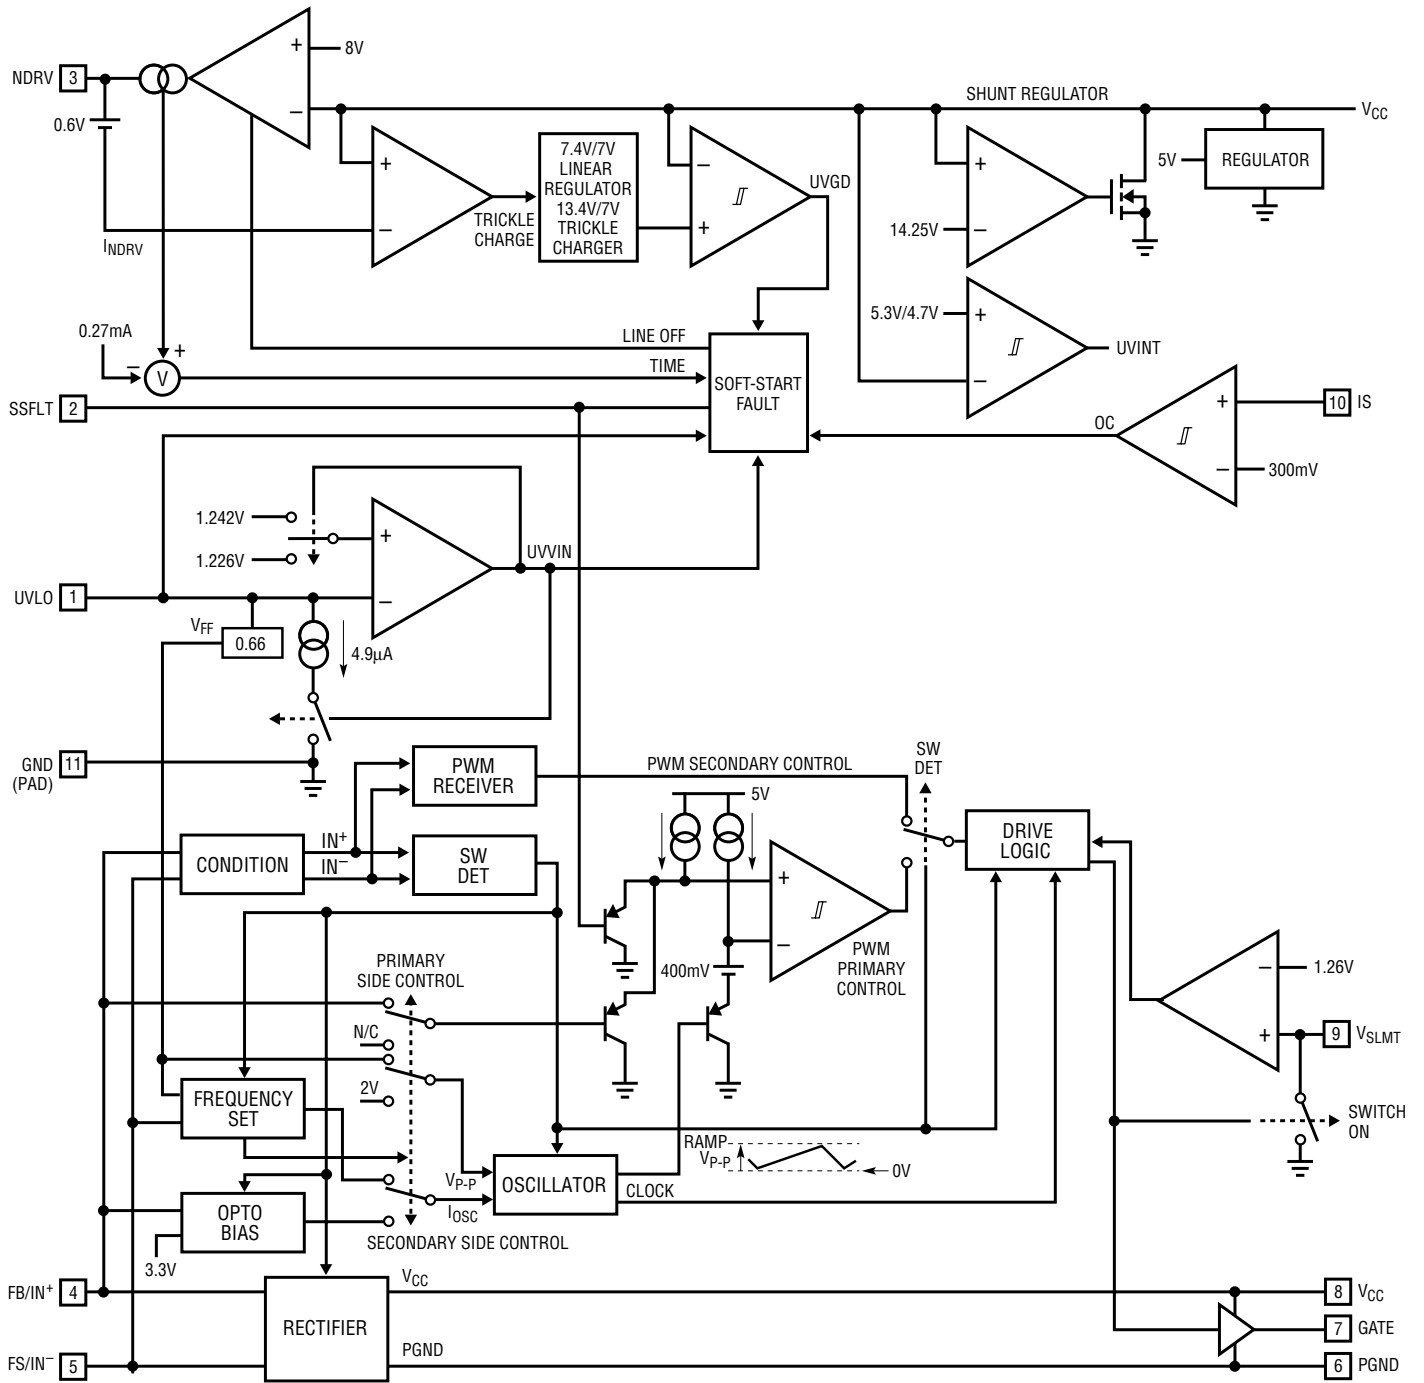 8V
+
NDRV 3
−
SHUNT REGULATOR
VCC
0.6V
7.4V/7V
LINEAR
REGULATOR
13.4V/7V
TRICKLE
CHARGER
5V
REGULATOR
+
−
+
UVGD
TRICKLE
CHARGE
−
+
14.25V
−
INDRV
5.3V/4.7V
+
0.27mA
LINE OFF
UVINT
+
−
V
TIME
SOFT-START
FAULT
−
+
10 IS
SSFLT 2
OC
−
300mV
1.242V
+
1.226V
UVVIN
UVLO 1
−
VFF
0.66
4.9µA
GND
(PAD)
11
PWM
RECEIVER
PWM SECONDARY CONTROL
SW
DET
5V
CONDITION
IN+
IN−
SW
DET
DRIVE
LOGIC
+
−
PWM
PRIMARY
CONTROL
400mV
−
1.26V
PRIMARY
SIDE CONTROL
N/C
+
9 VSLMT
2V
FREQUENCY
SET
SWITCH
ON
RAMP
VP-P
0V
VP-P
IOSC
OSCILLATOR
CLOCK
OPTO
BIAS
3.3V
SECONDARY SIDE CONTROL
FB/IN+ 4
VCC
8 VCC
RECTIFIER
7 GATE
FS/IN− 5
PGND
6 PGND